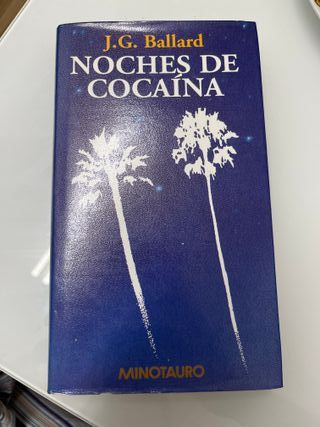 J.G. Ballard
NOCHES DE
COCAÍNA
MINOTAURO